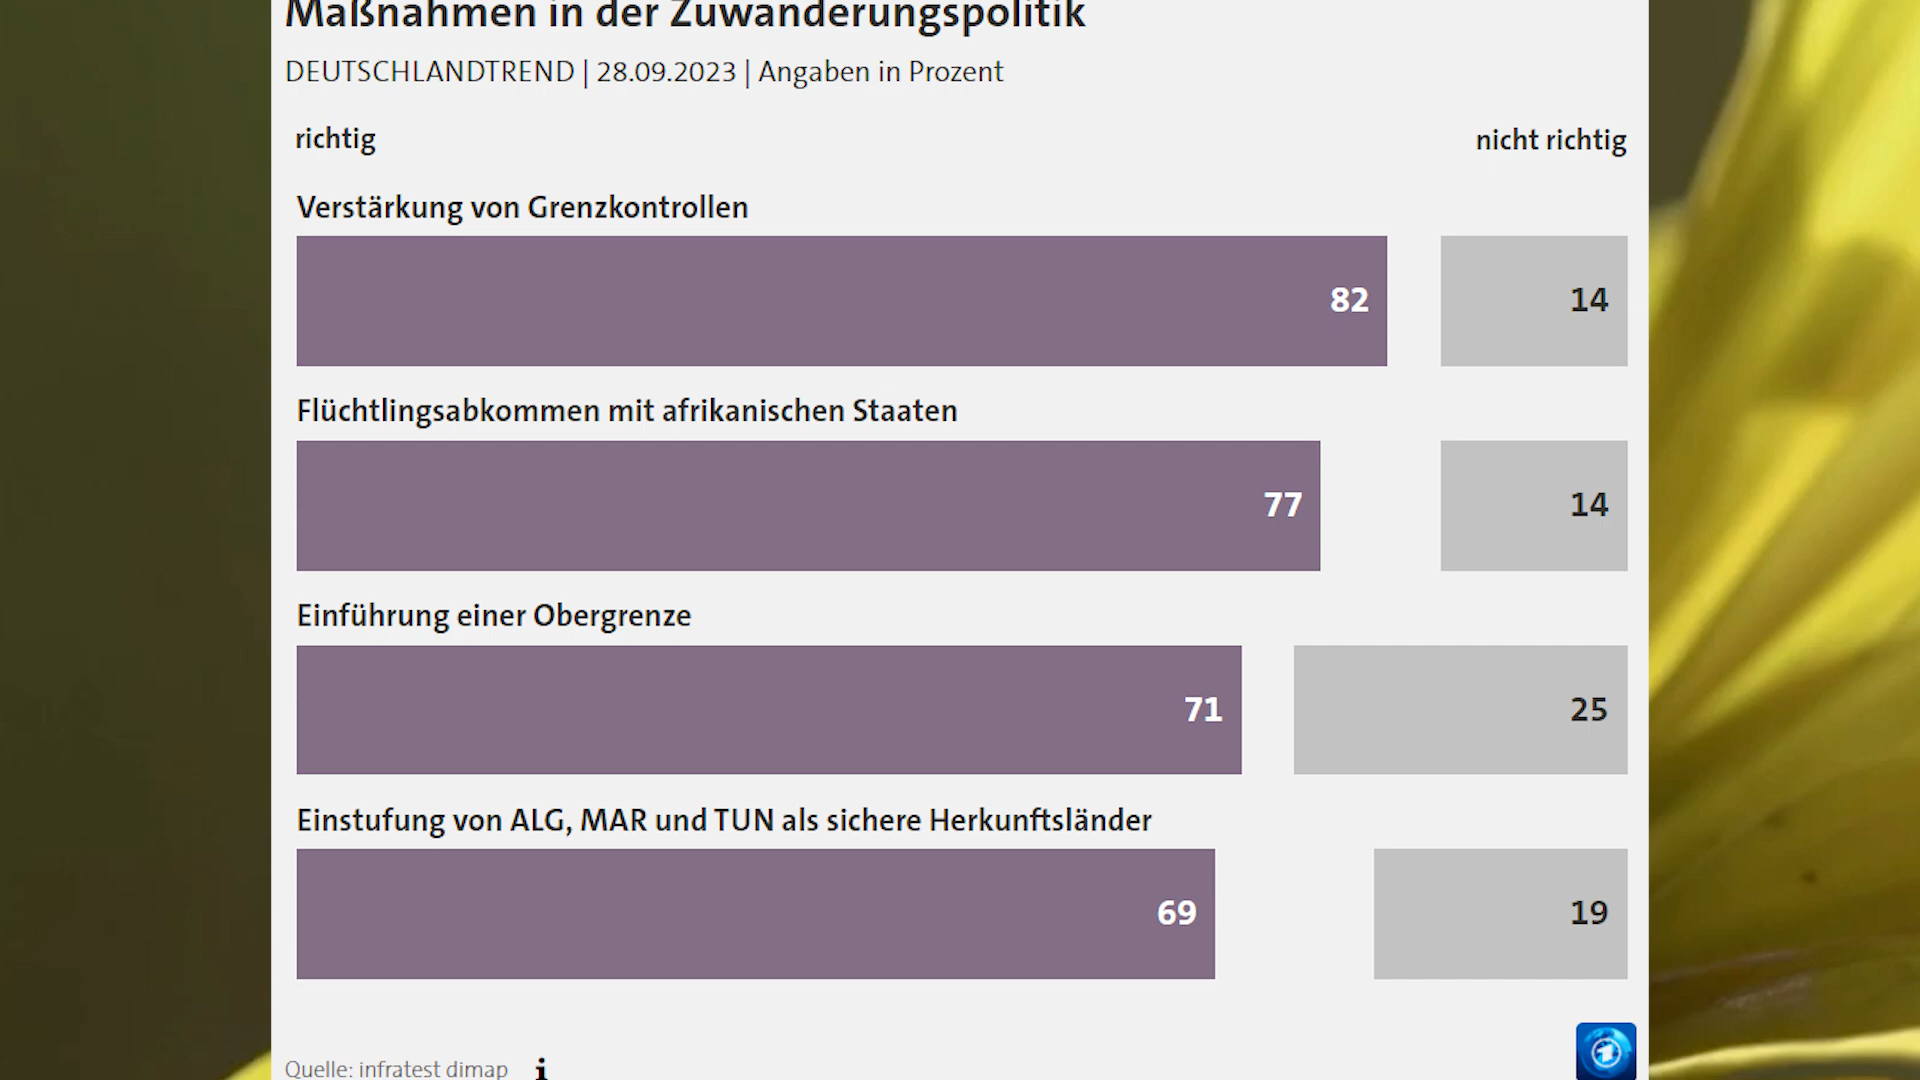 Maßnahmen in der Zuwanderungspolitik
DEUTSCHLANDTREND | 28.09.2023 | Angaben in Prozent
richtig
nicht richtig
Verstärkung von Grenzkontrollen
82
14
Flüchtlingsabkommen mit afrikanischen Staaten
77
14
Einführung einer Obergrenze
71
25
Einstufung von ALG, MAR und TUN als sichere Herkunftsländer
69
19
Quelle: infratest dimap i